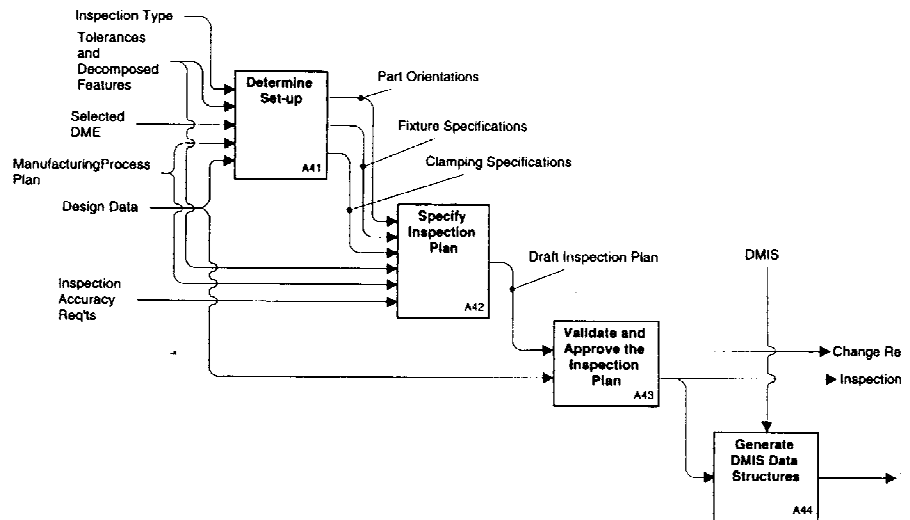 Inspection Type
Tolerances
and
Decomposed
Features
Selected
DME
ManufacturingProcess
Plan
Design Data
Inspection
Accuracy
Req'ts
Determine
Set-up
A41
Part Orientations
Fixture Specifications
Clamping Specifications
Specify
Inspection
Plan
A42
Draft Inspection Plan
DMIS
Validate and
Approve the
Inspection
Plan
A43
Change Re
Inspection
Generate
DMIS Data
Structures
A44